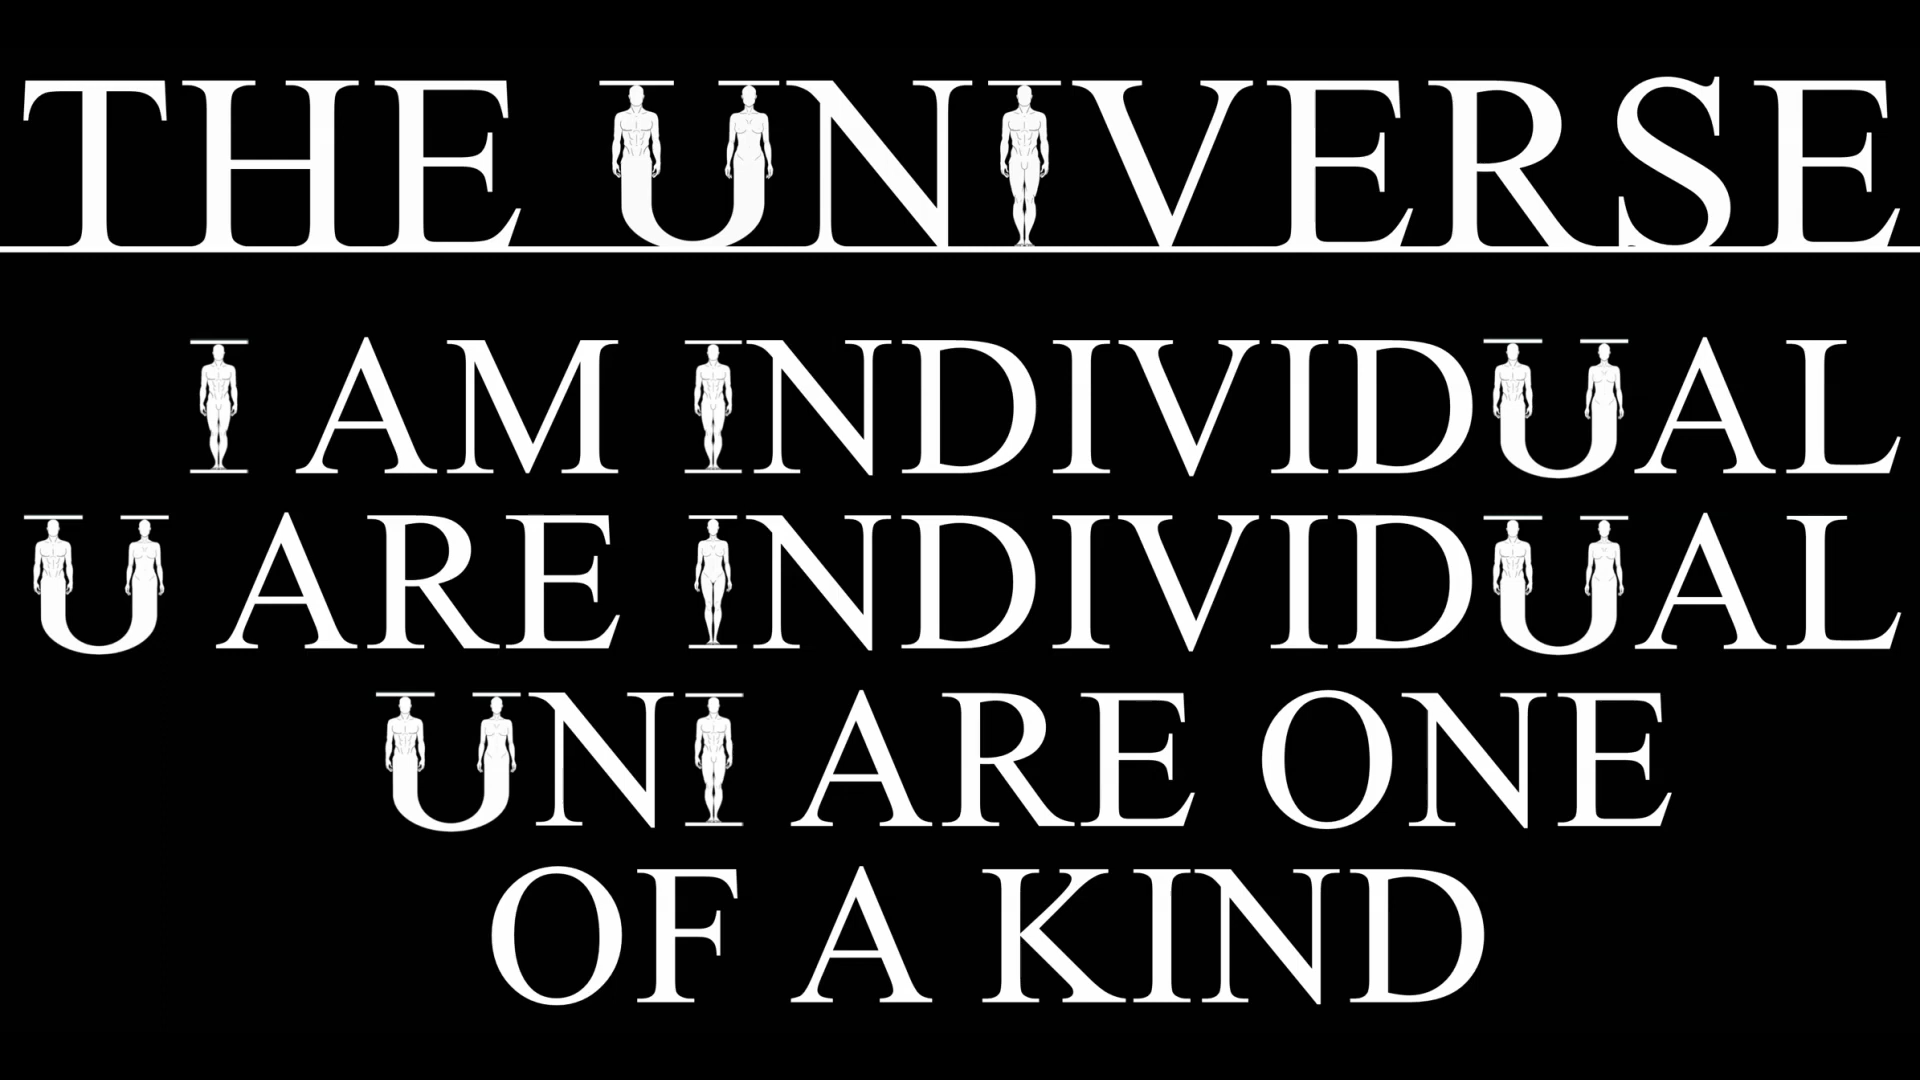 THE UNIVERSE
I AM INDIVIDUAL
U ARE INDIVIDUAL
UNI ARE ONE
OF A KIND